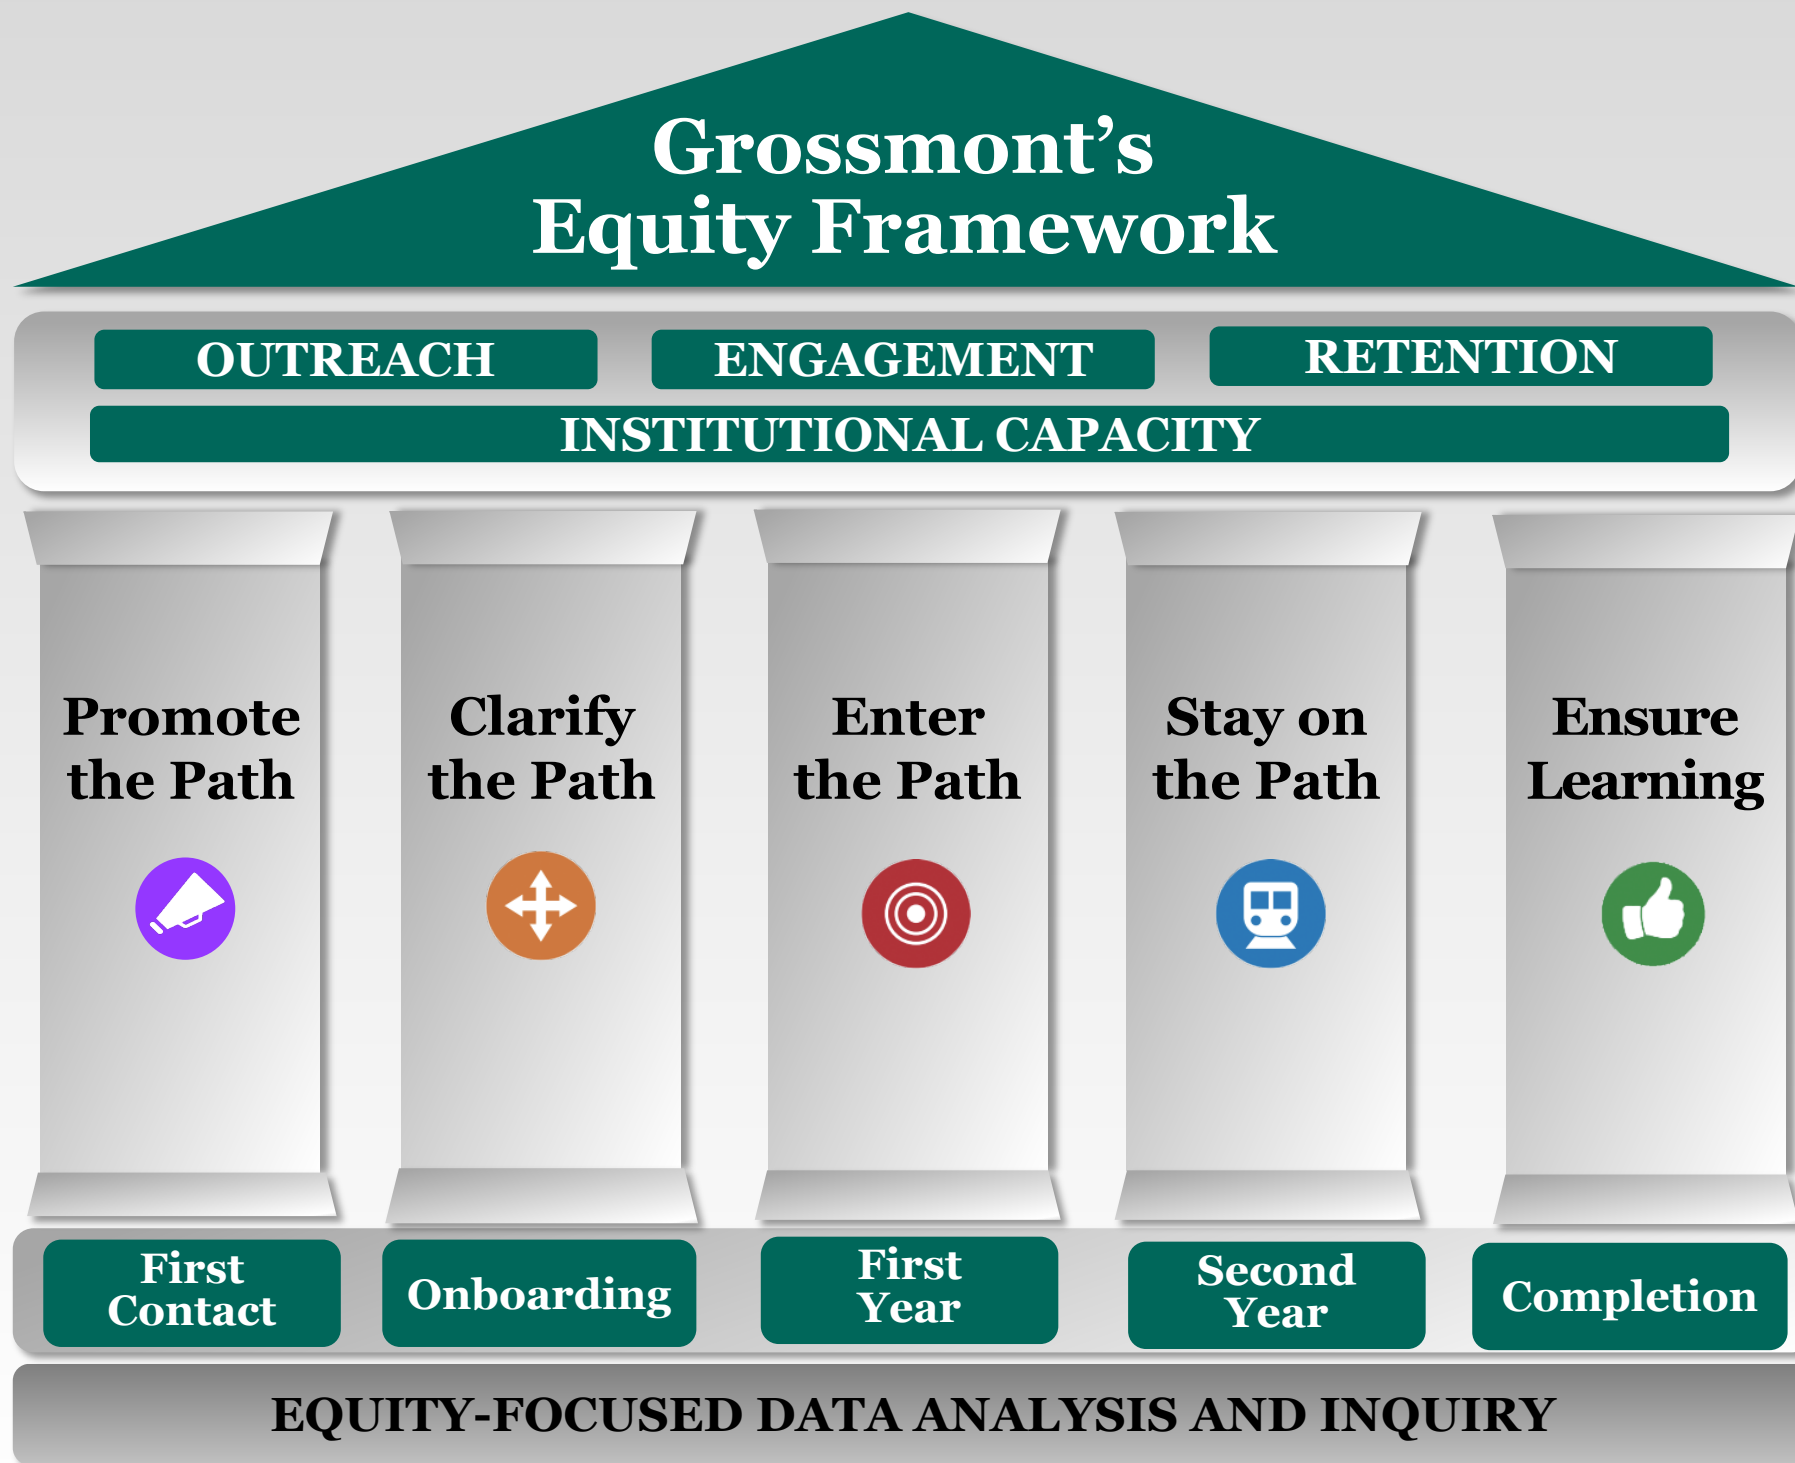 Grossmont’s
Equity Framework
OUTREACH
ENGAGEMENT
RETENTION
INSTITUTIONAL CAPACITY
Promote
the Path
Clarify
the Path
Enter
the Path
Stay on
the Path
Ensure
Learning
First
Contact
Onboarding
First
Year
Second
Year
Completion
EQUITY-FOCUSED DATA ANALYSIS AND INQUIRY